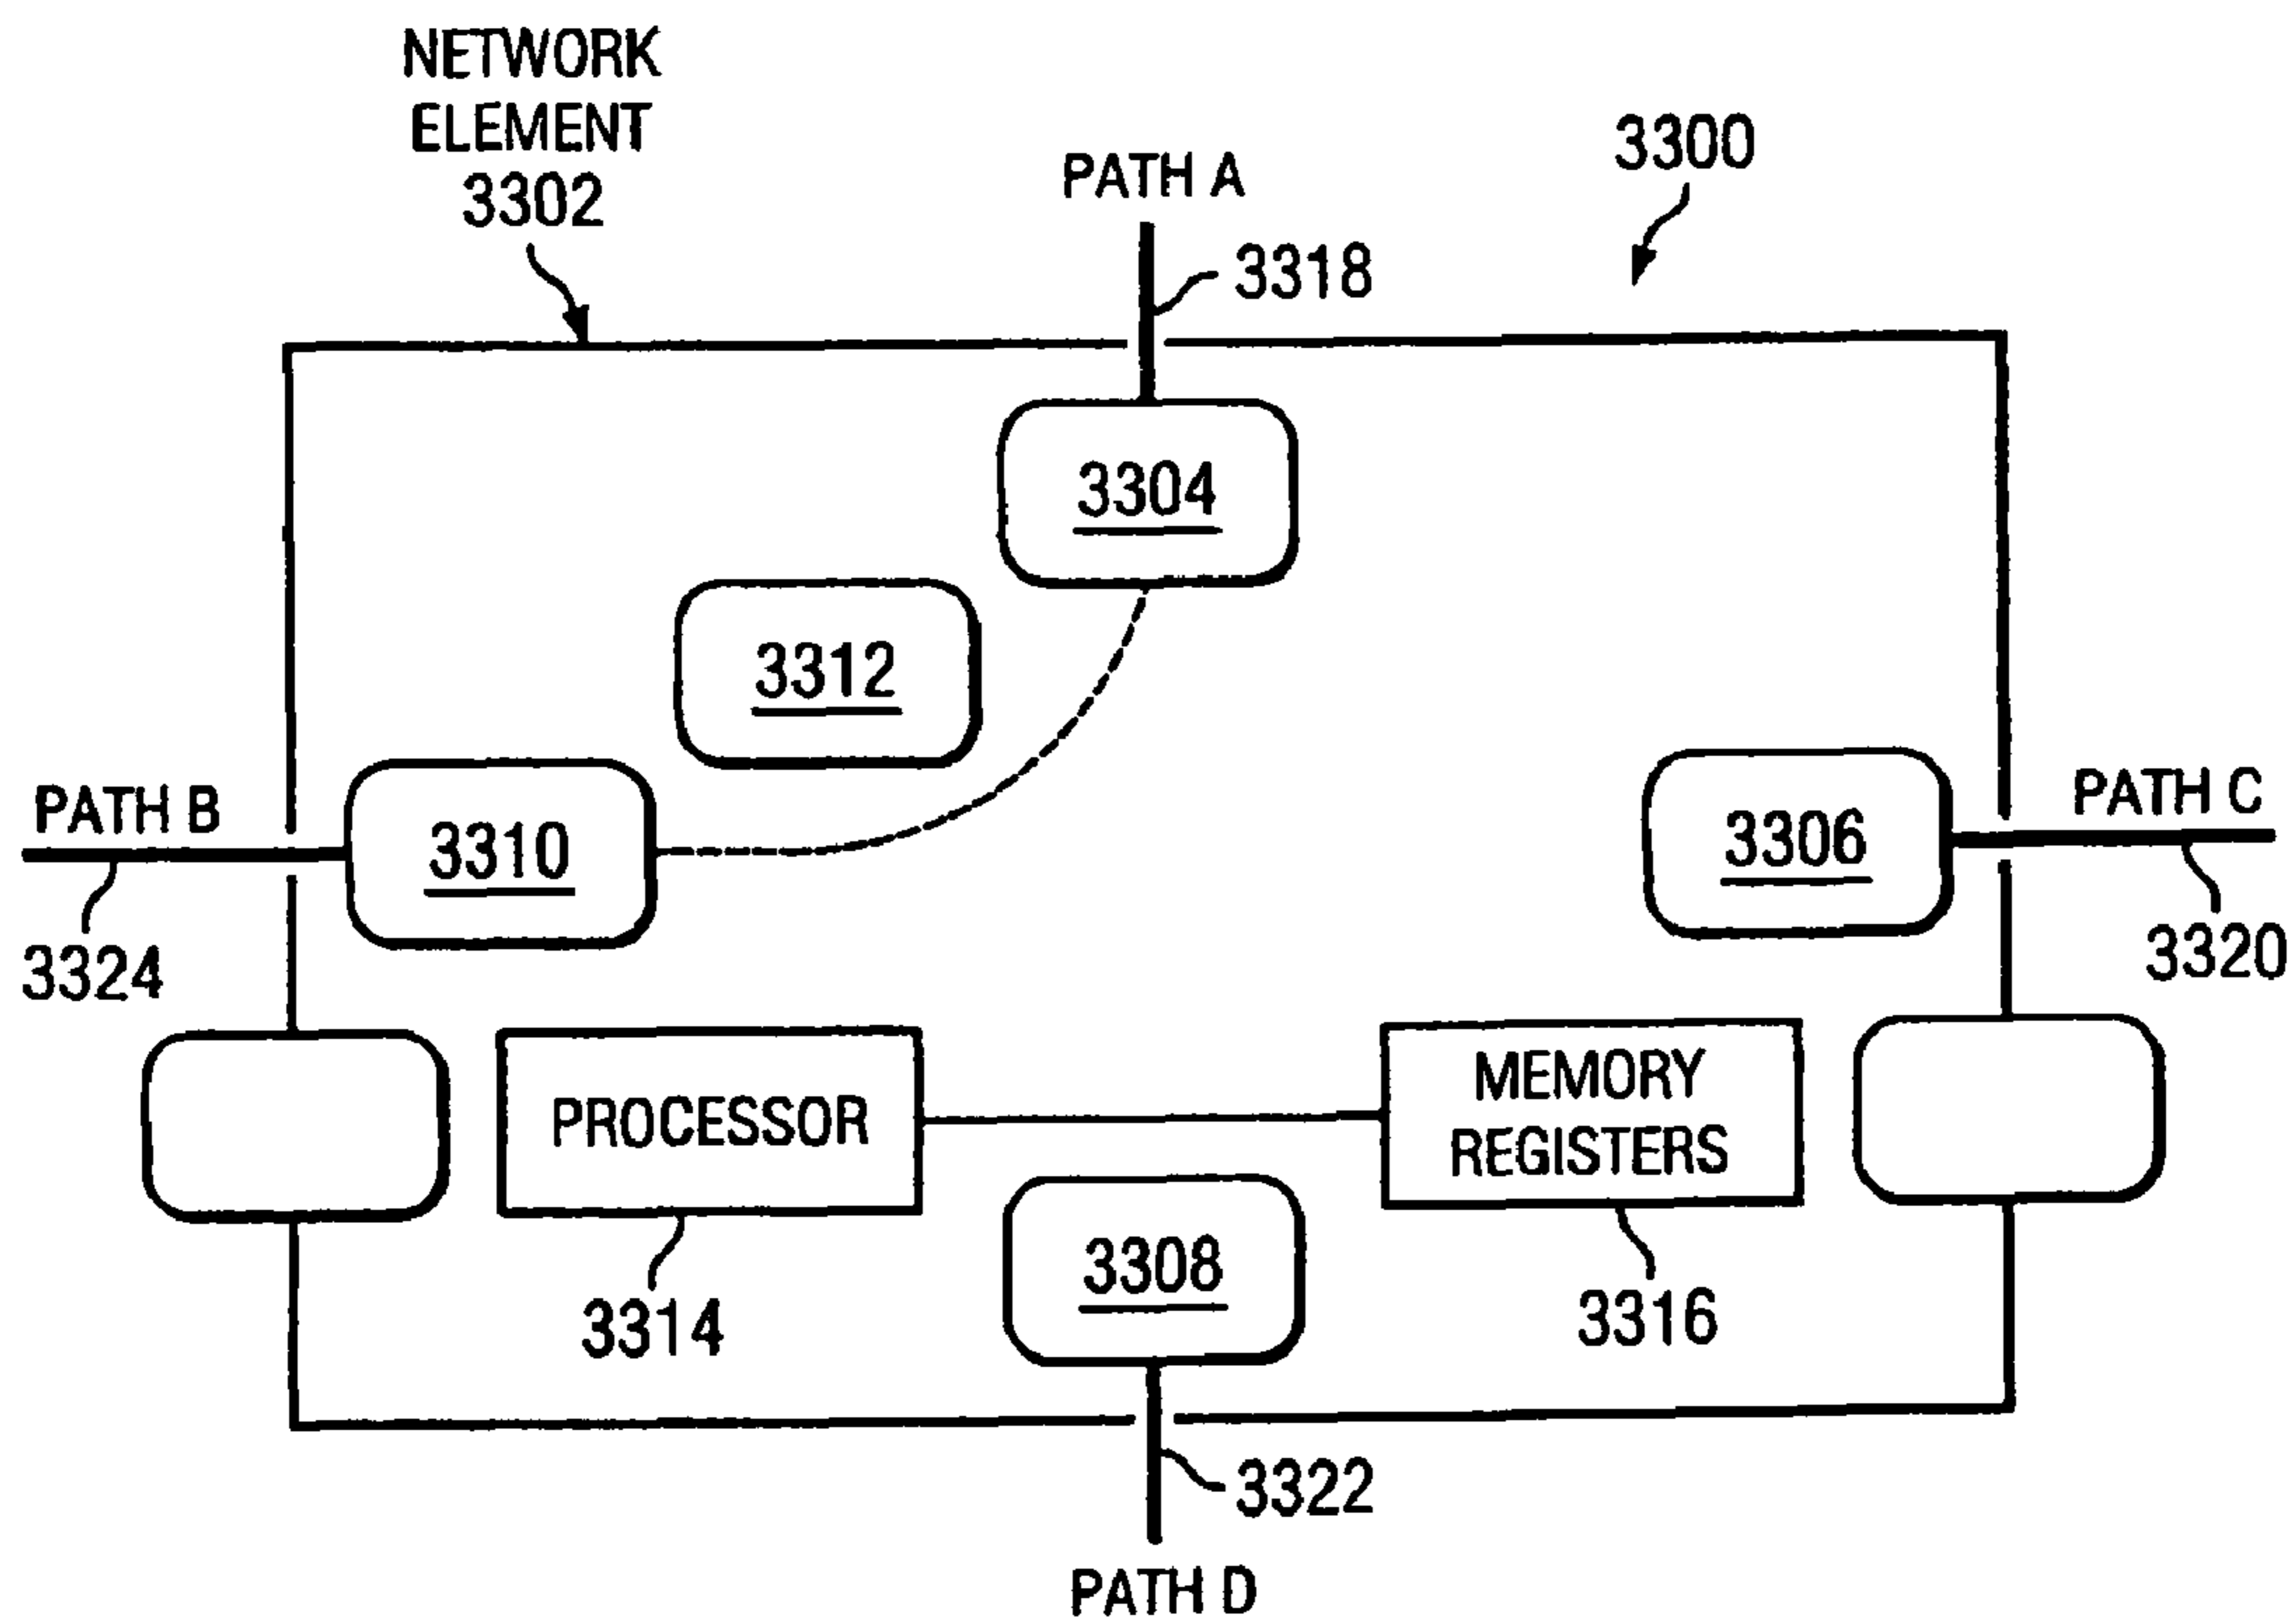 NETWORK
ELEMENT
3302
PATH A
3300
3318
3304
3312
PATH B
3310
3306
PATH C
3324
3320
PROCESSOR
MEMORY
REGISTERS
3308
3314
3316
3322
PATH D